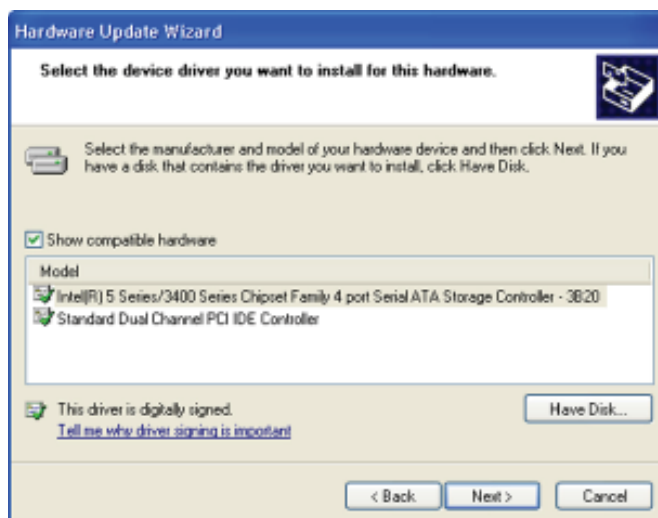 Hardware Update Wizard
Select the device driver you want to install for this hardware.
Select the manufacturer and model of your hardware device and then click Next. If you
have a disk that contains the driver you want to install, click Have Disk.
Show compatible hardware
Model
Intel(R) 5 Series/3400 Series Chipset Family 4 port Serial ATA Storage Controller - 3B20
Standard Dual Channel PCI IDE Controller
This driver is digitally signed.
Have Disk...
Tell me why driver signing is important
< Back
Next >
Cancel